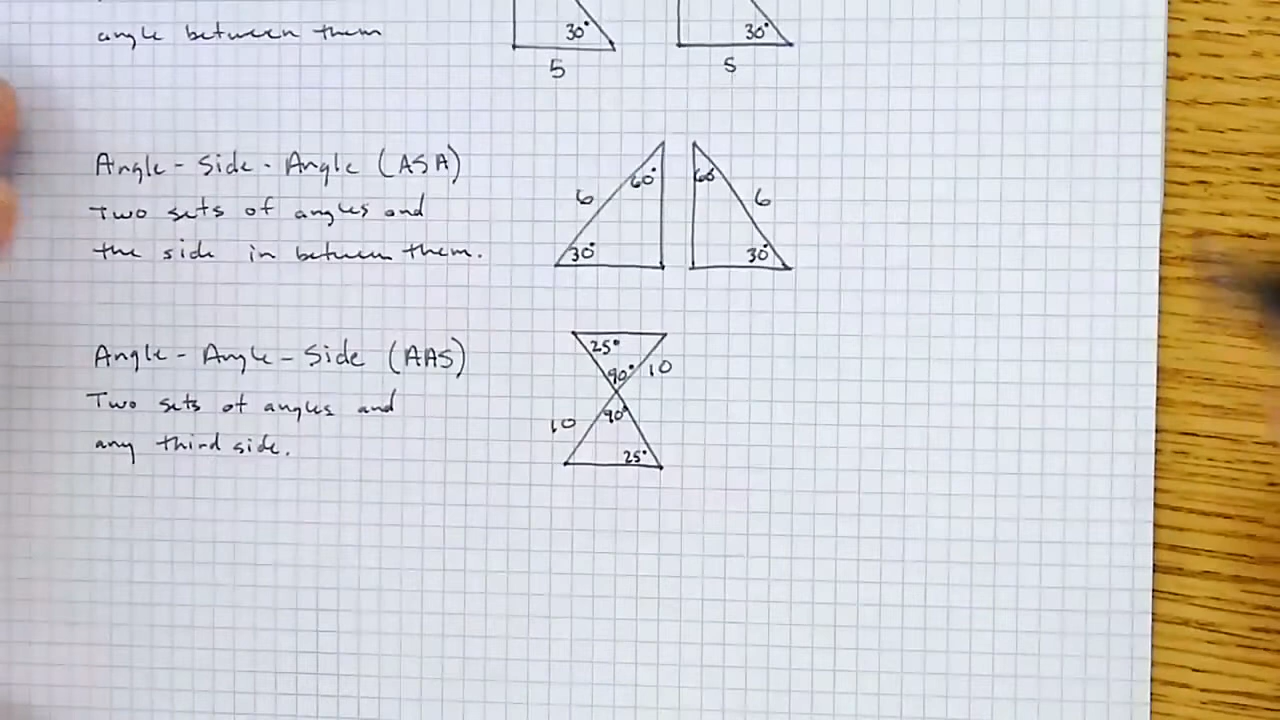 angle between them
30° 30°
5 5
Angle - Side - Angle (ASA)
Two sets of angles and
the side in between them.
60° 60°
6 6
30° 30°
Angle - Angle - Side (AAS)
Two sets of angles and
any third side.
25°
90° 10
10 90°
25°